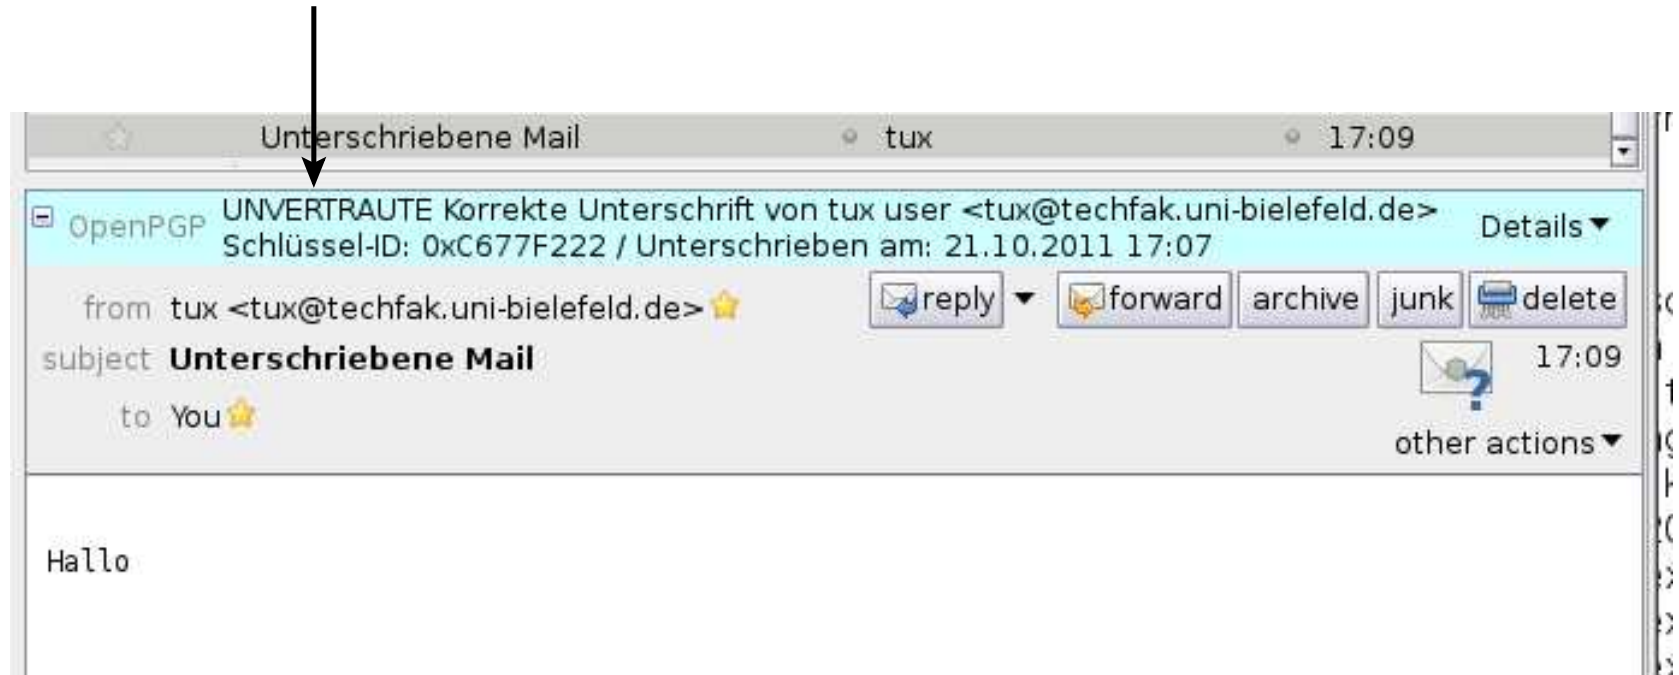 Unterschriebene Mail tux 17:09
OpenPGP UNVERTRAUTE Korrekte Unterschrift von tux user <tux@techfak.uni-bielefeld.de> Details
Schlüssel-ID: 0xC677F222 / Unterschrieben am: 21.10.2011 17:07
from tux <tux@techfak.uni-bielefeld.de> reply forward archive junk delete
subject Unterschriebene Mail 17:09
to You
other actions
Hallo